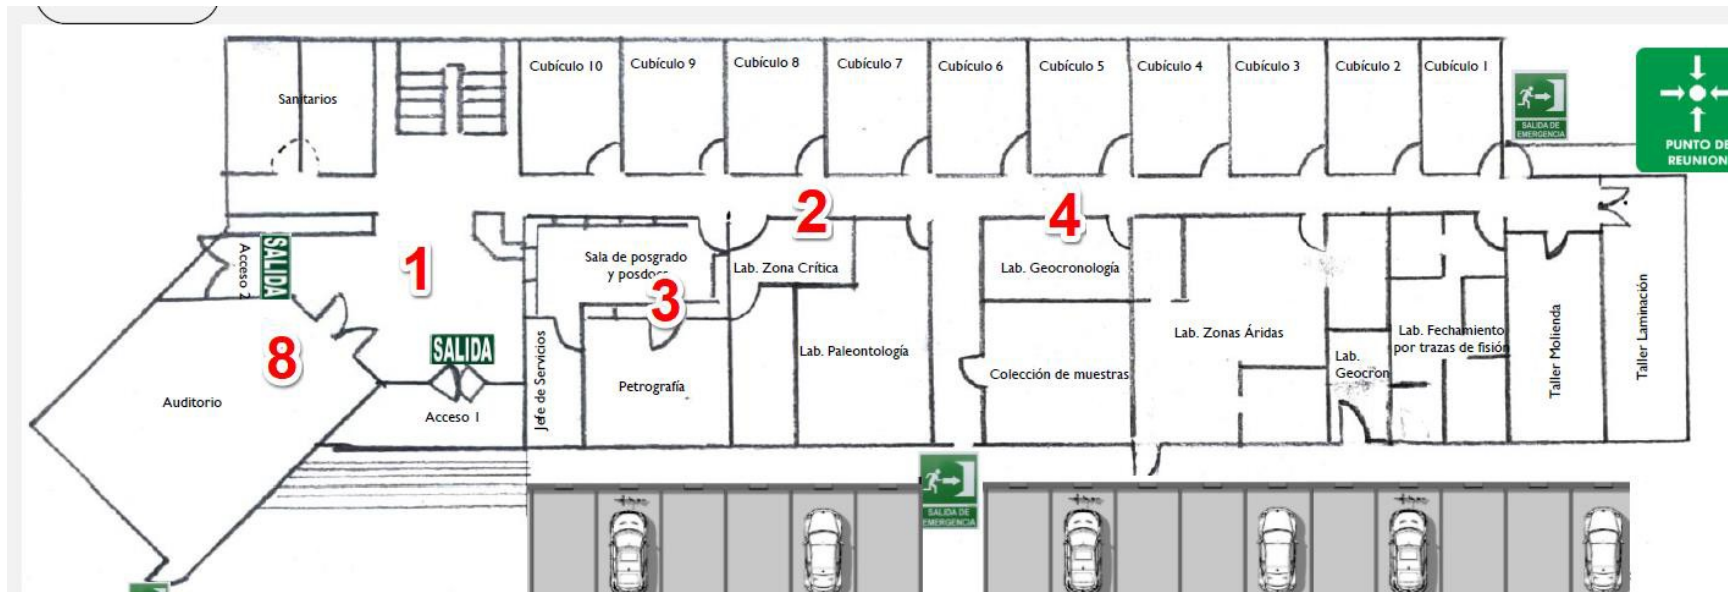 Cubículo 10
Cubículo 9
Cubículo 8
Cubículo 7
Cubículo 6
Cubículo 5
Cubículo 4
Cubículo 3
Cubículo 2
Cubículo 1
Sanitarios
SALIDA DE
EMERGENCIA
PUNTO DE
REUNION
2
4
1
Acceso 2
SALIDA
Sala de posgrado
y posdocs
3
Lab. Zona Crítica
Lab. Geocronología
8
SALIDA
Auditorio
Acceso 1
Jefe de Servicios
Petrografía
Lab. Paleontología
Colección de muestras
Lab. Zonas Áridas
Lab.
Geocron
Lab. Fechamiento
por trazas de fisión
Taller Molienda
Taller Laminación
SALIDA DE
EMERGENCIA